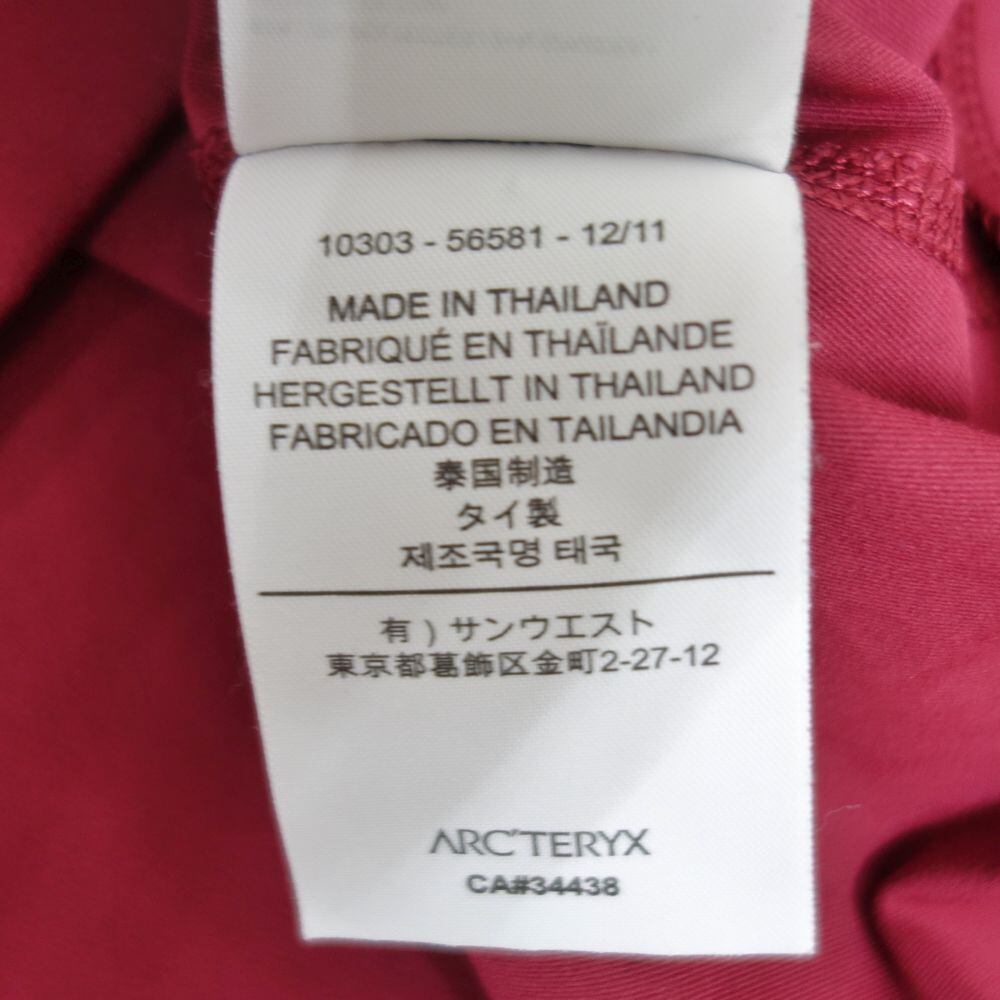 10303 - 56581 - 12/11
MADE IN THAILAND
FABRIQUÉ EN THAÏLANDE
HERGESTELLT IN THAILAND
FABRICADO EN TAILANDIA
泰国制造
タイ製
제조국명 태국
有）サンウエスト
東京都葛飾区金町2-27-12
ARC'TERYX
CA#34438